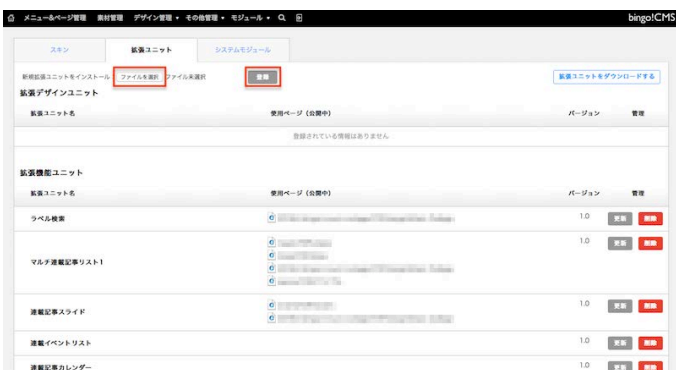 メニュー&ページ管理 素材管理 デザイン管理 その他管理 モジュール bingo!CMS
スキン 拡張ユニット システムモジュール
新規拡張ユニットをインストール ファイルを選択 ファイル未選択 登録 拡張ユニットをダウンロードする
拡張デザインユニット
拡張ユニット名 使用ページ (公開中) バージョン 管理
登録されている情報はありません
拡張機能ユニット
拡張ユニット名 使用ページ (公開中) バージョン 管理
ラベル検索 1.0 更新 削除
マルチ連載記事リスト1 1.0 更新 削除
連載記事スライド 1.0 更新 削除
連載イベントリスト 1.0 更新 削除
連載記事カレンダー 1.0 更新 削除